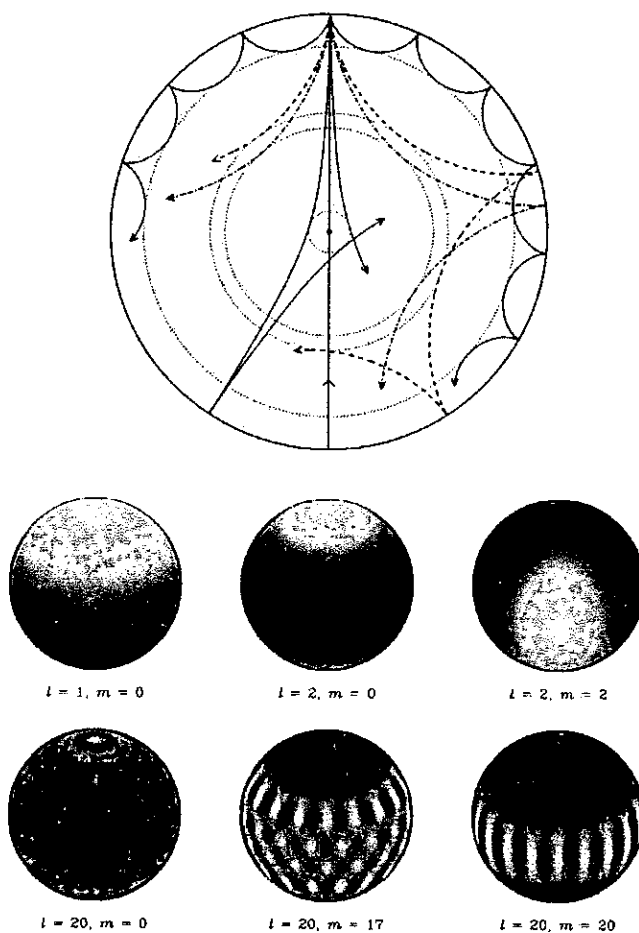 l = 1, m = 0
l = 2, m = 0
l = 2, m = 2
l = 20, m = 0
l = 20, m = 17
l = 20, m = 20